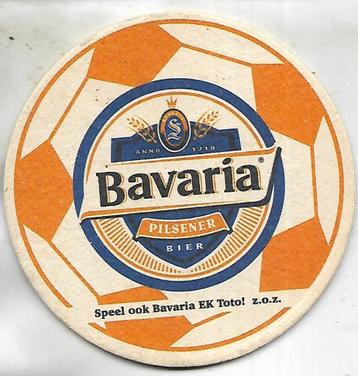 S
ANNO 1719
Bavaria®
PILSENER
BIER
Speel ook Bavaria EK Toto! z.o.z.